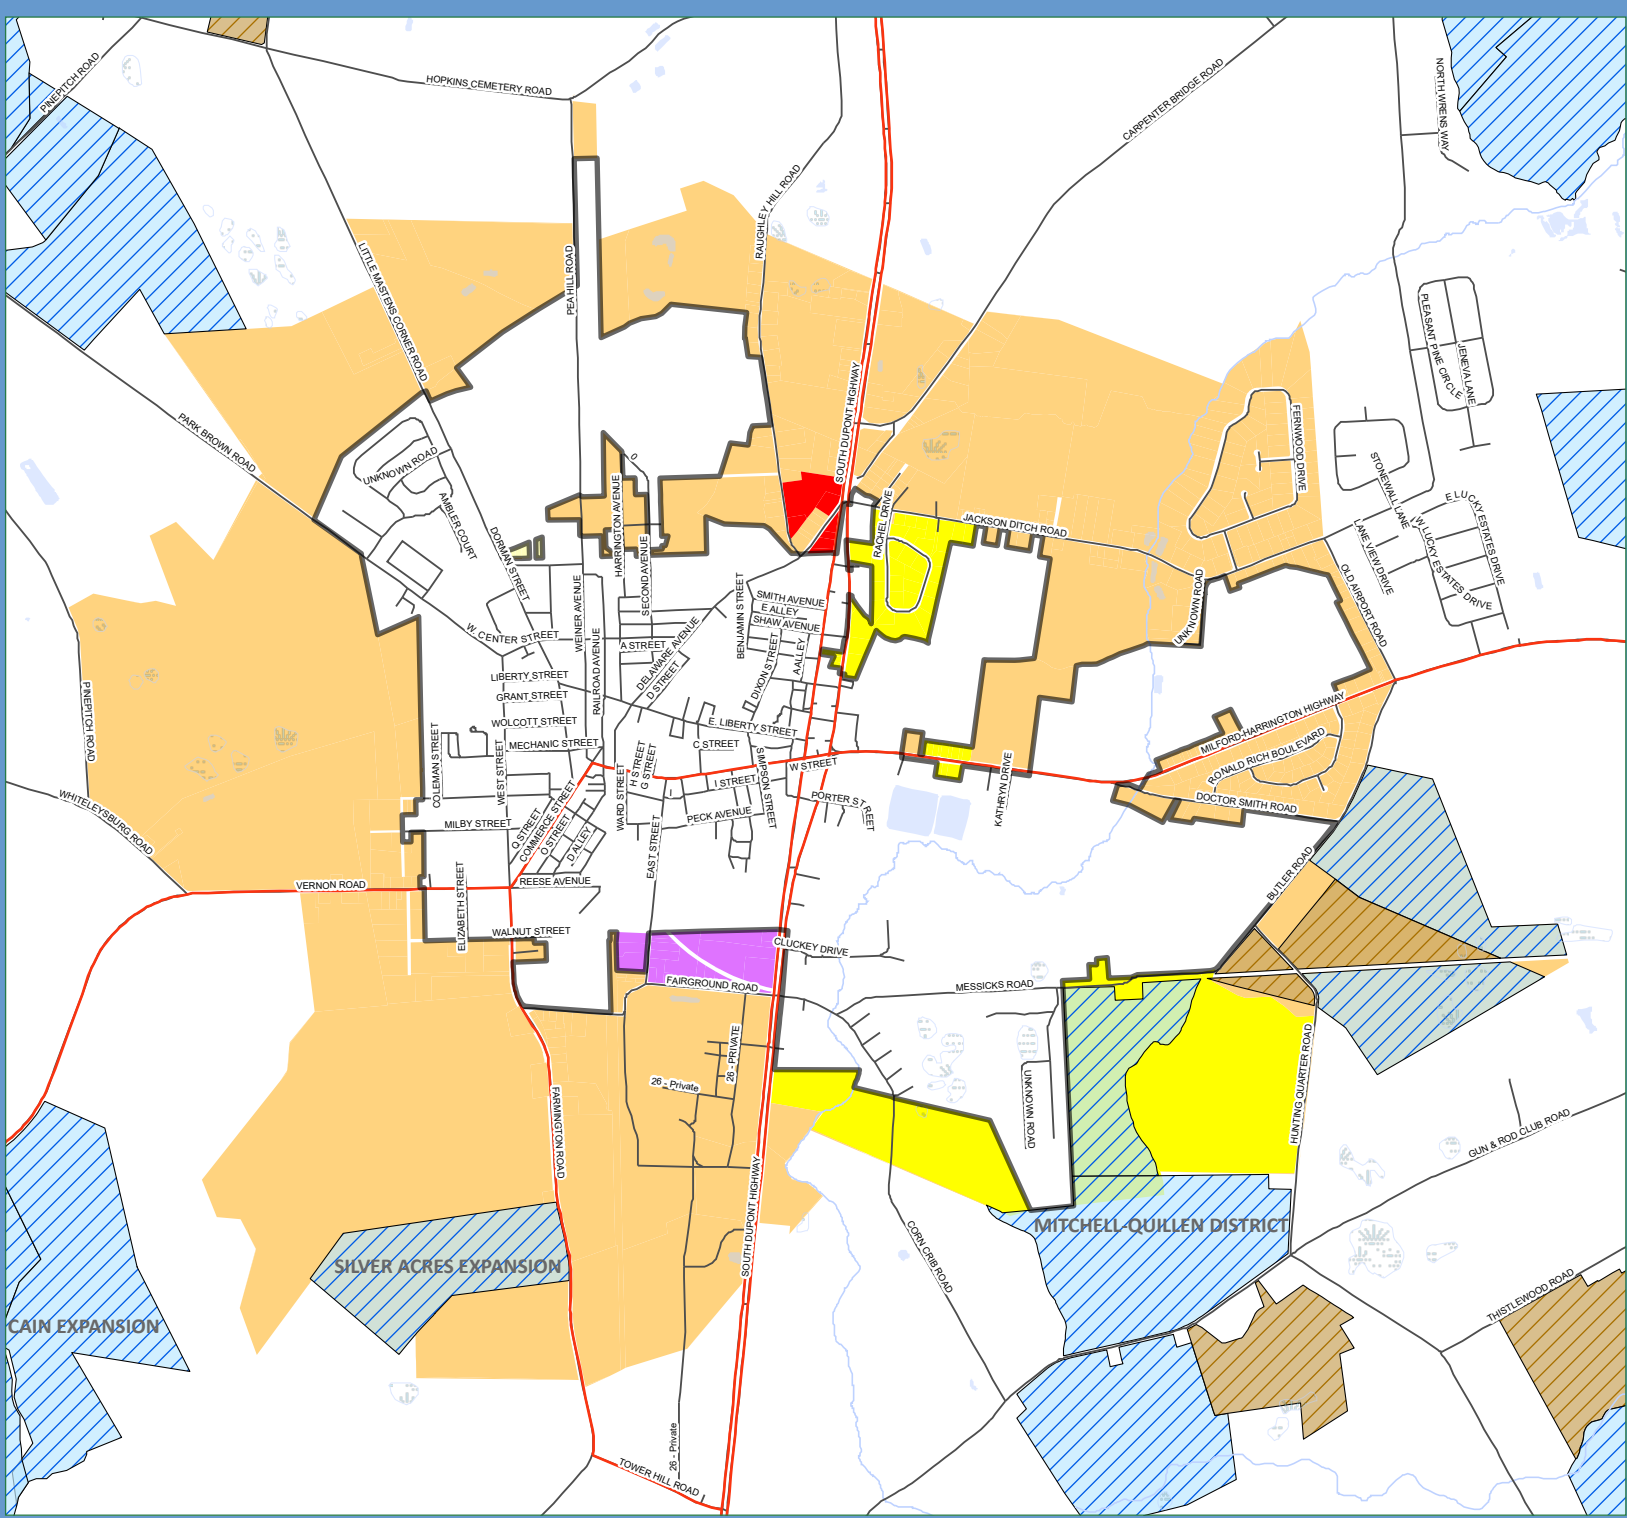 HOPKINS CEMETERY ROAD
PINEPITCH ROAD
CARPENTER BRIDGE ROAD
NORTH WRENS WAY
RAUGHLEY HILL ROAD
LITTLE MASTENS CORNER ROAD
PEA HILL ROAD
PLEASANT PINE CIRCLE
JENEVA LANE
SOUTH DUPONT HIGHWAY
PARK BROWN ROAD
FERNWOOD DRIVE
UNKNOWN ROAD
0
STONEWALL LANE
AMBLER COURT
HARRINGTON AVENUE
E LUCKY ESTATES DRIVE
RACHEL DRIVE
JACKSON DITCH ROAD
LANE VIEW DRIVE
W LUCKY ESTATES DRIVE
DORMAN STREET
SECOND AVENUE
OLD AIRPORT ROAD
WEINER AVENUE
BENJAMIN STREET
SMITH AVENUE
E ALLEY
SHAW AVENUE
UNKNOWN ROAD
W. CENTER STREET
A STREET
DELAWARE AVENUE
D STREET
DIXON STREET
A ALLEY
RAILROAD AVENUE
LIBERTY STREET
GRANT STREET
PINEPITCH ROAD
WOLCOTT STREET
E. LIBERTY STREET
MILFORD-HARRINGTON HIGHWAY
MECHANIC STREET
C STREET
RONALD RICH BOULEVARD
COLEMAN STREET
WEST STREET
H STREET
G STREET
SIMPSON STREET
W STREET
KATHRYN DRIVE
I STREET
I
WARD STREET
PORTER STREET
DOCTOR SMITH ROAD
WHITELEYSBURG ROAD
MILBY STREET
Q STREET
COMMERCE STREET
O STREET
D ALLEY
PECK AVENUE
EAST STREET
BUTLER ROAD
VERNON ROAD
REESE AVENUE
ELIZABETH STREET
WALNUT STREET
CLUCKEY DRIVE
FAIRGROUND ROAD
MESSICKS ROAD
26 - PRIVATE
26 - Private
HUNTING QUARTER ROAD
UNKNOWN ROAD
FARMINGTON ROAD
GUN & ROD CLUB ROAD
SOUTH DUPONT HIGHWAY
MITCHELL-QUILLEN DISTRICT
CORN CRIB ROAD
SILVER ACRES EXPANSION
THISTLEWOOD ROAD
CAIN EXPANSION
26 - Private
TOWER HILL ROAD